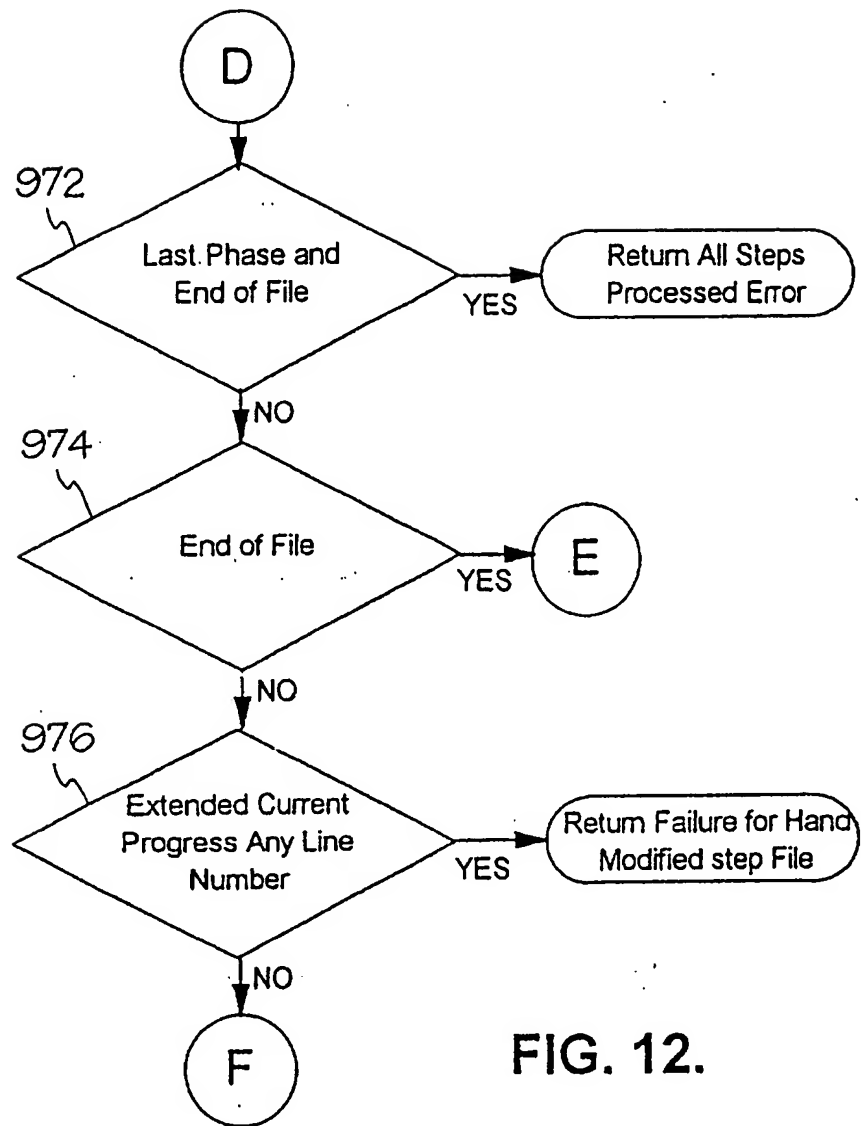 D
972
Last Phase and
End of File
YES
Return All Steps
Processed Error
NO
974
End of File
YES
E
NO
976
Extended Current
Progress Any Line
Number
YES
Return Failure for Hand
Modified step File
NO
F
FIG. 12.